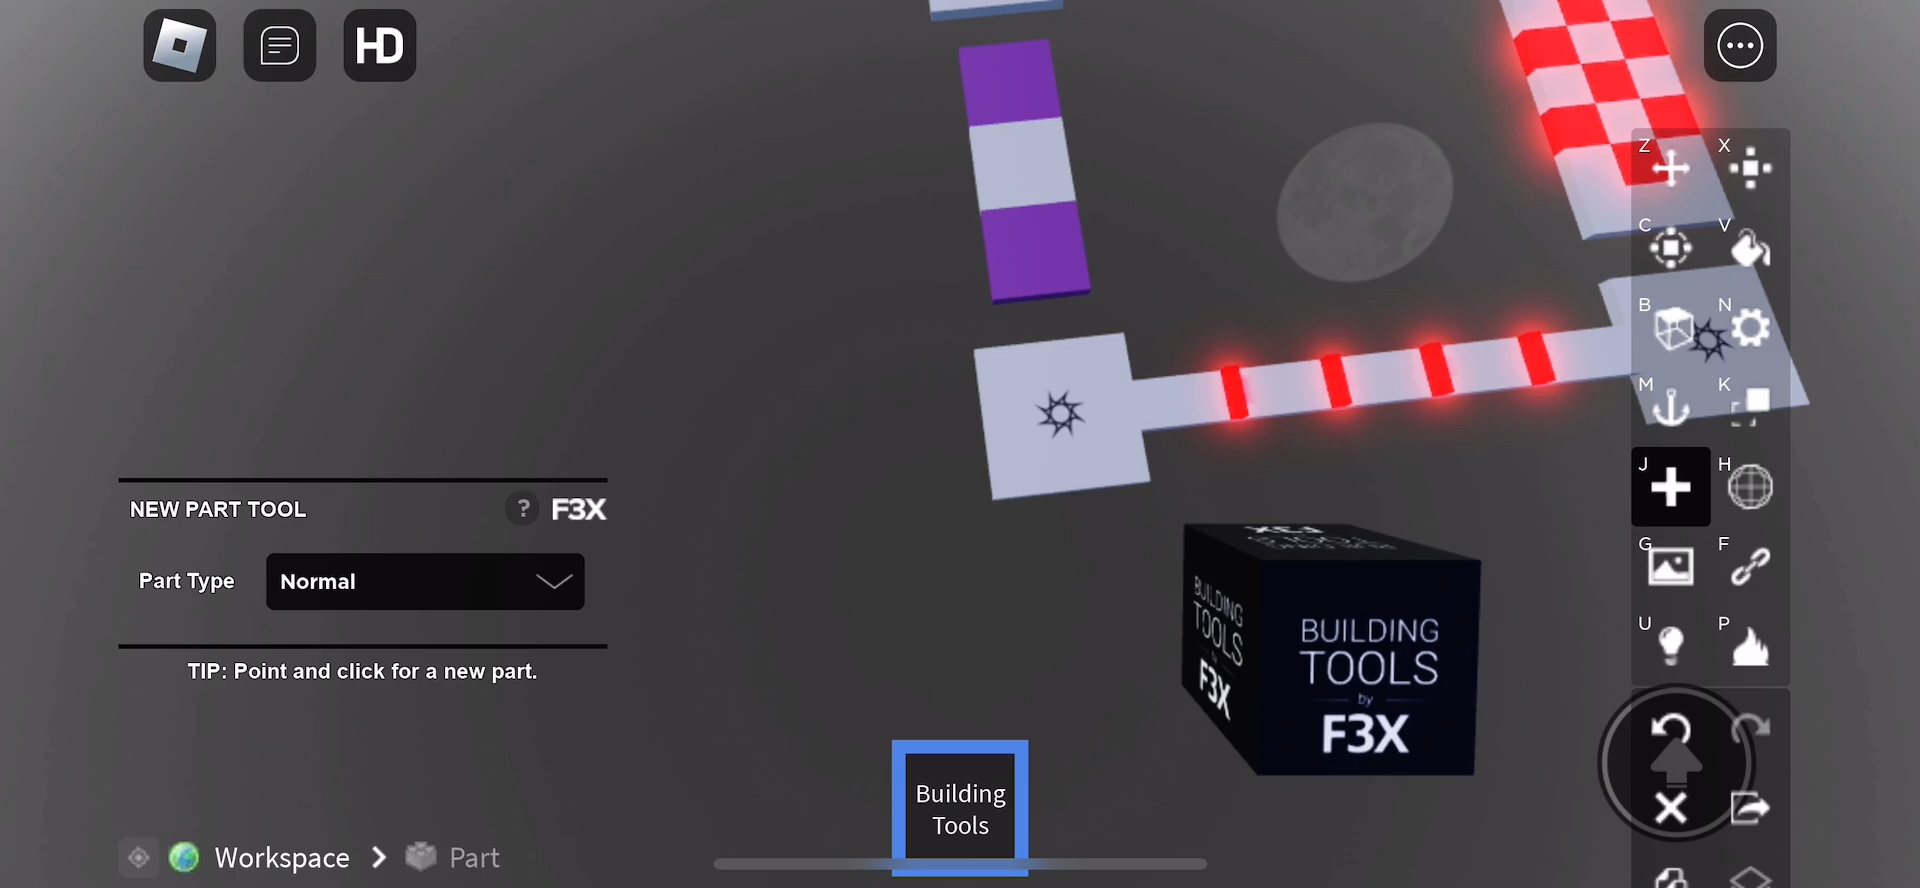 HD
Z X
C V
B N
M K
J H
G F
U P
NEW PART TOOL ? F3X
Part Type Normal
TIP: Point and click for a new part.
BUILDING
TOOLS
by
F3X
BUILDING
TOOLS
by
F3X
Building
Tools
Workspace > Part